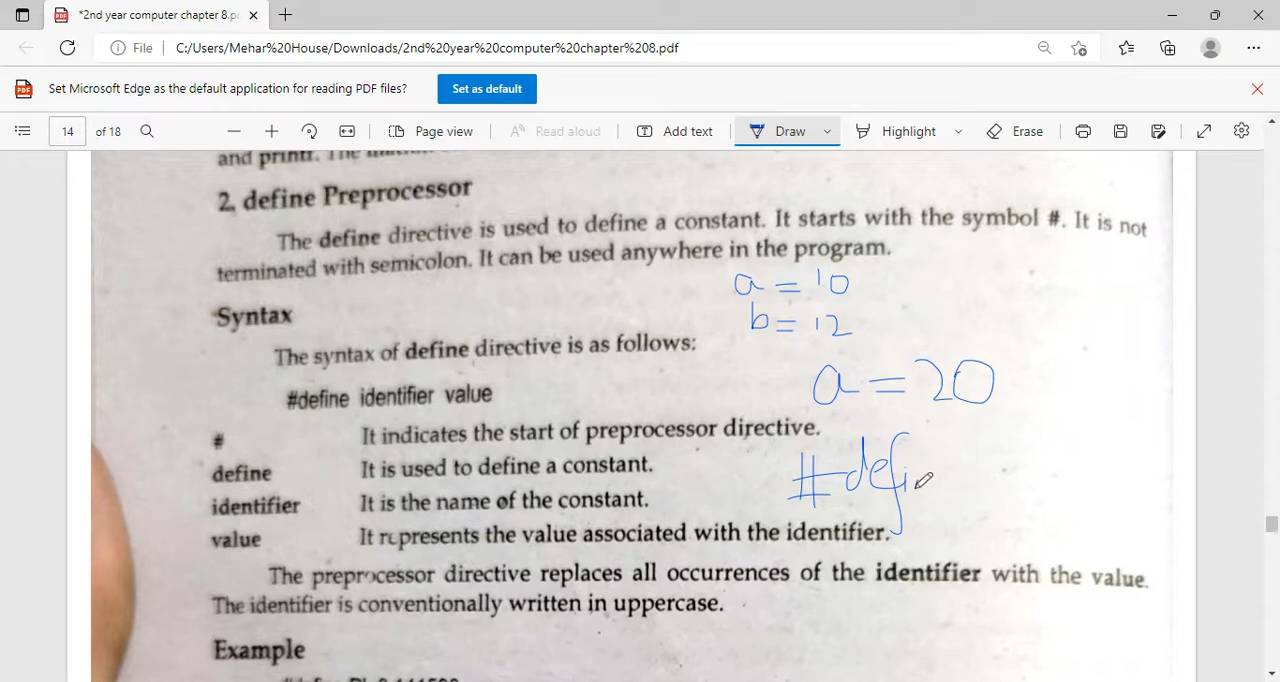 *2nd year computer chapter 8.p
File
C:/Users/Mehar%20House/Downloads/2nd%20year%20computer%20chapter%208.pdf
Set Microsoft Edge as the default application for reading PDF files?
Set as default
14 of 18
Page view
Read aloud
Add text
Draw
Highlight
Erase
and printf. The
2. define Preprocessor
The define directive is used to define a constant. It starts with the symbol #. It is not
terminated with semicolon. It can be used anywhere in the program.
a = 10
b = 12
a = 20
#defi
Syntax
The syntax of define directive is as follows:
#define identifier value
# It indicates the start of preprocessor directive.
define It is used to define a constant.
identifier It is the name of the constant.
value It represents the value associated with the identifier.
The preprocessor directive replaces all occurrences of the identifier with the value.
The identifier is conventionally written in uppercase.
Example